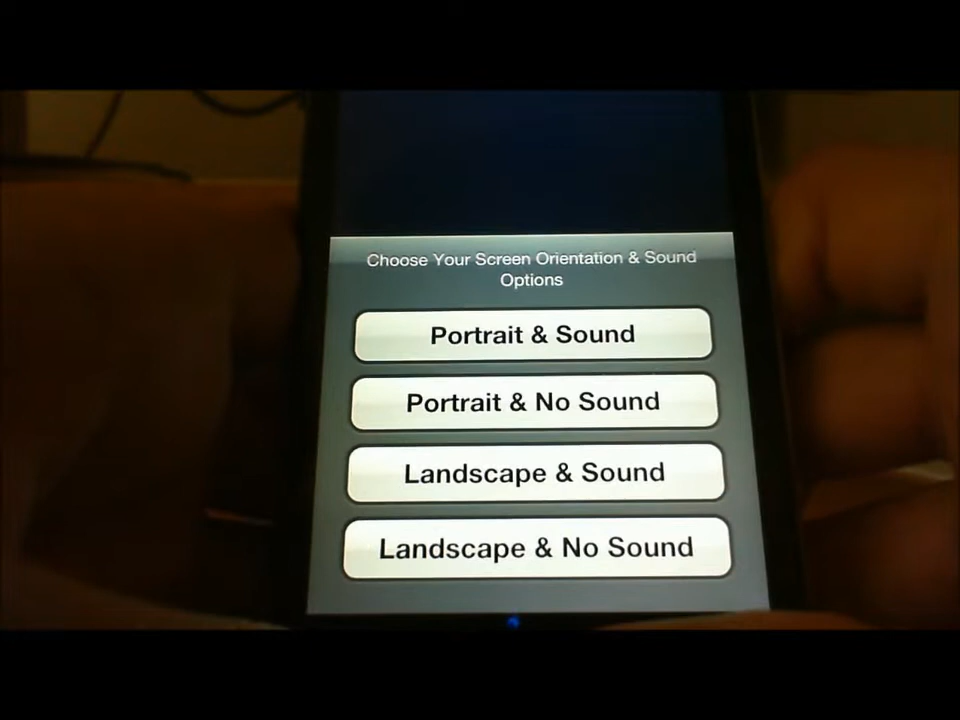 Choose Your Screen Orientation & Sound
Options
Portrait & Sound
Portrait & No Sound
Landscape & Sound
Landscape & No Sound